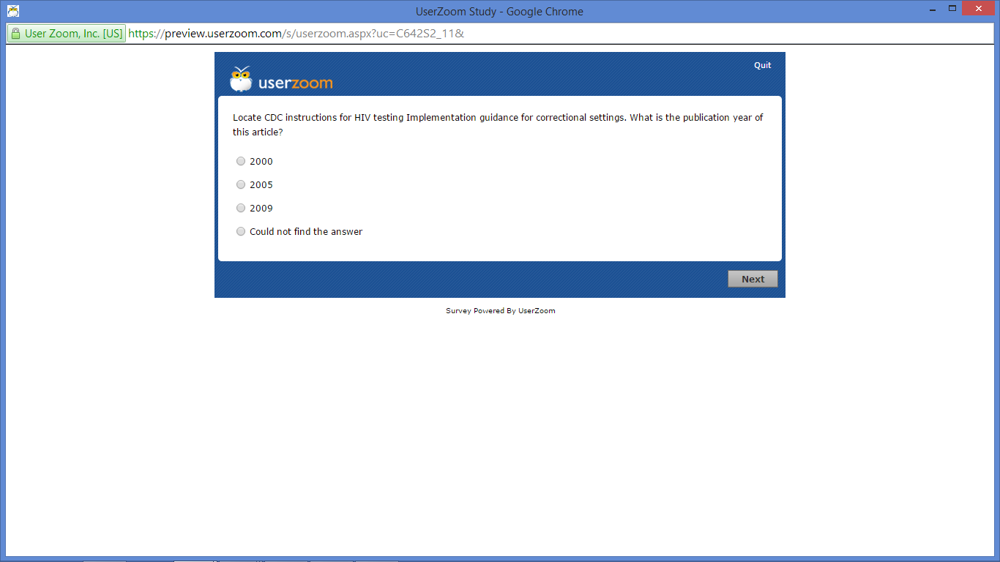 UserZoom Study - Google Chrome
User Zoom, Inc. [US] https://preview.userzoom.com/s/userzoom.aspx?uc=C642S2_11&
Quit
userzoom
Locate CDC instructions for HIV testing Implementation guidance for correctional settings. What is the publication year of
this article?
2000
2005
2009
Could not find the answer
Next
Survey Powered By UserZoom